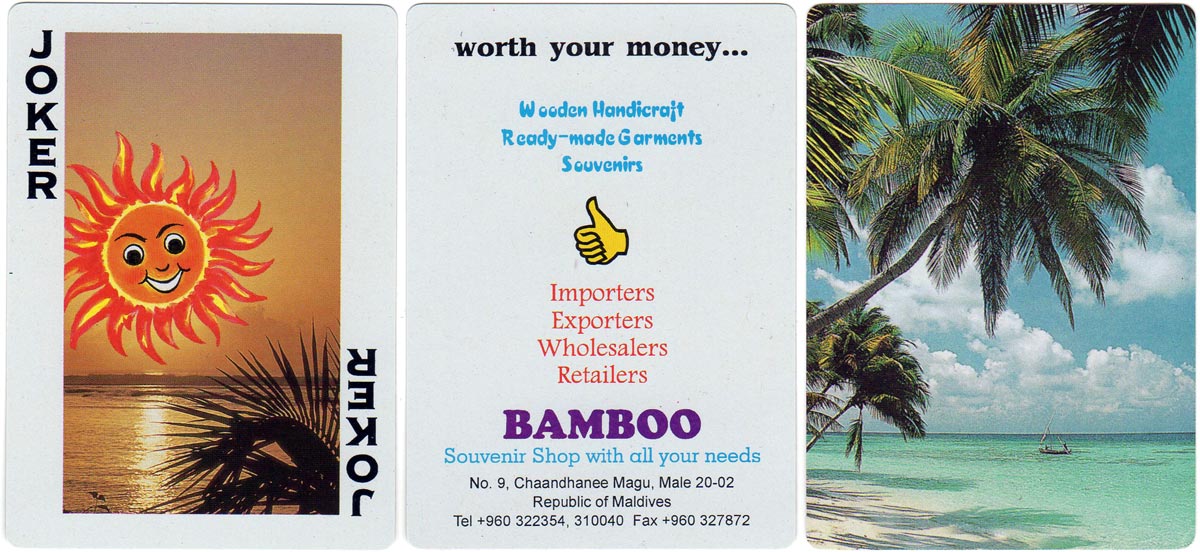 JOKER
JOKER
worth your money...
Wooden Handicraft
Ready-made Garments
Souvenirs
Importers
Exporters
Wholesalers
Retailers
BAMBOO
Souvenir Shop with all your needs
No. 9, Chaandhanee Magu, Male 20-02
Republic of Maldives
Tel +960 322354, 310040 Fax +960 327872